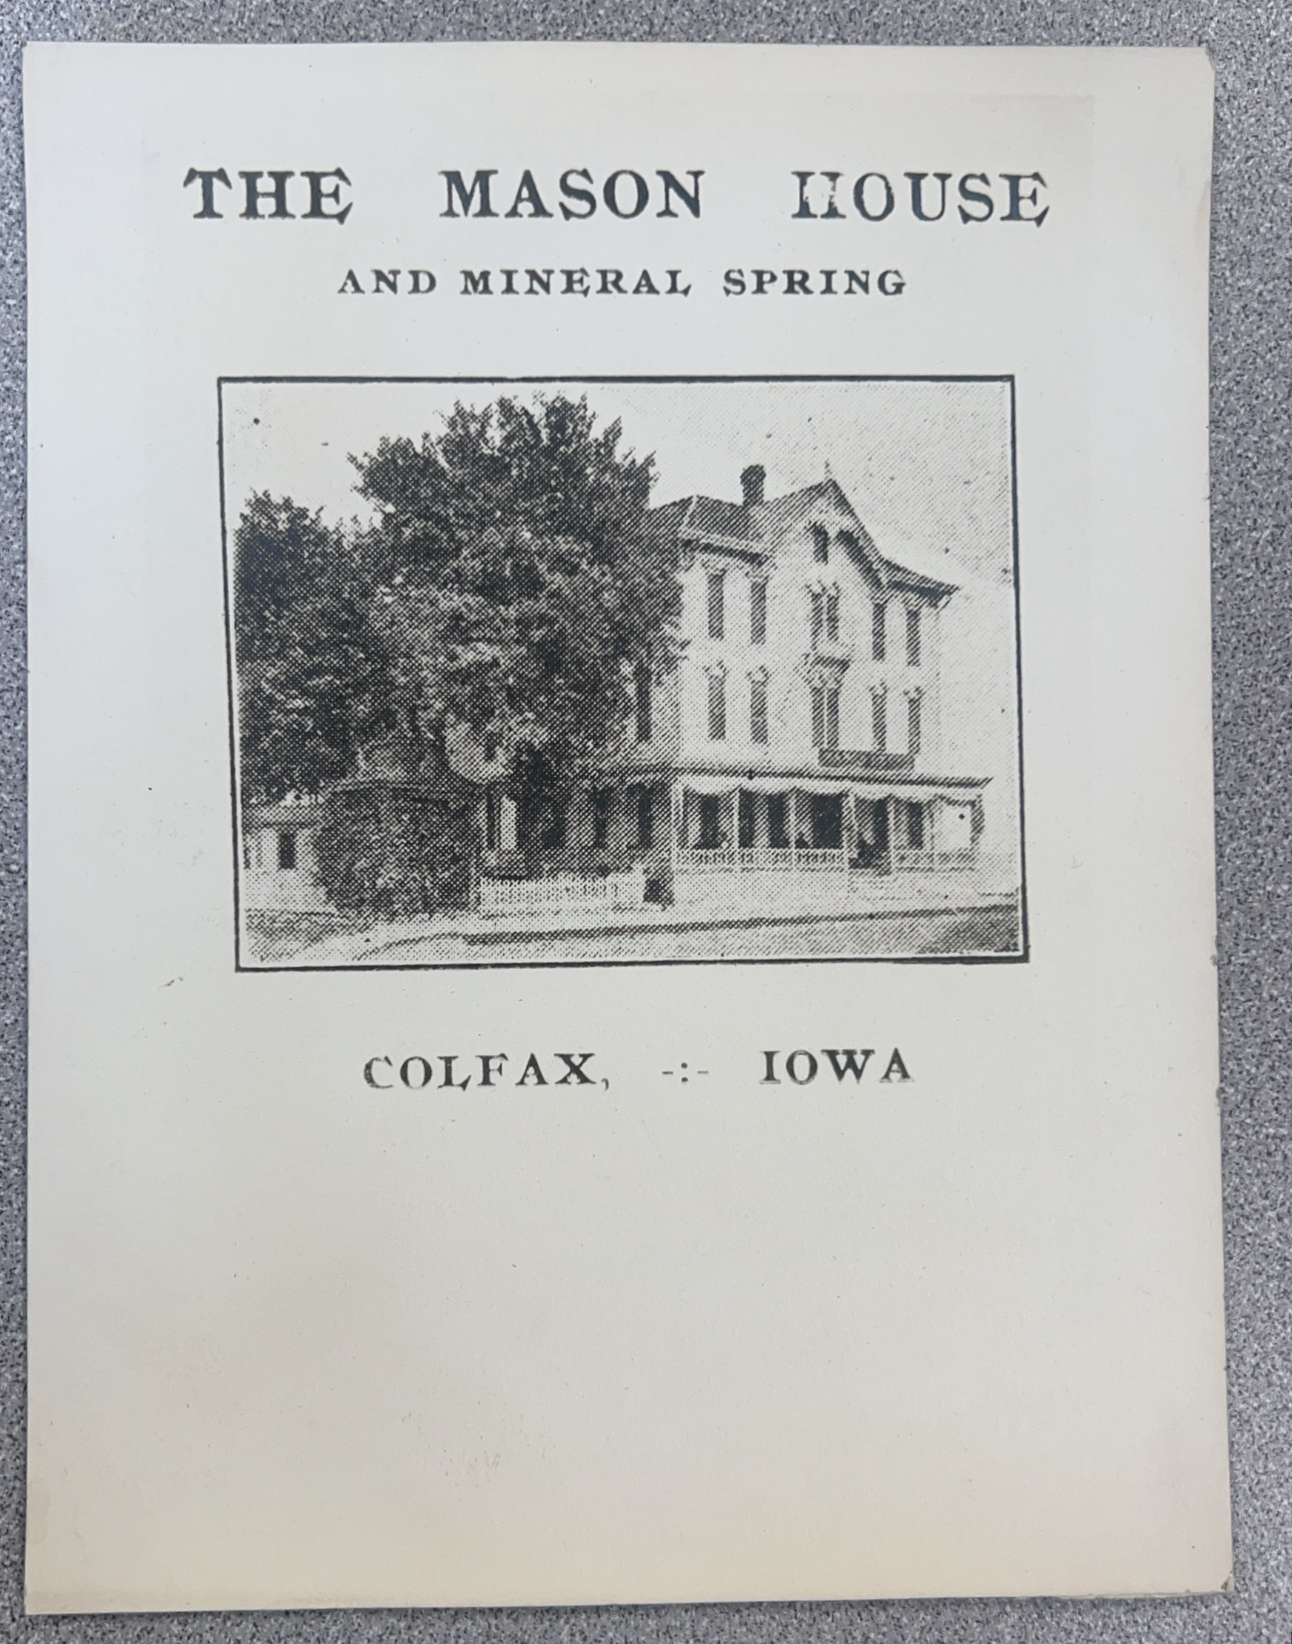 THE MASON HOUSE
AND MINERAL SPRING
COLFAX, -:- IOWA